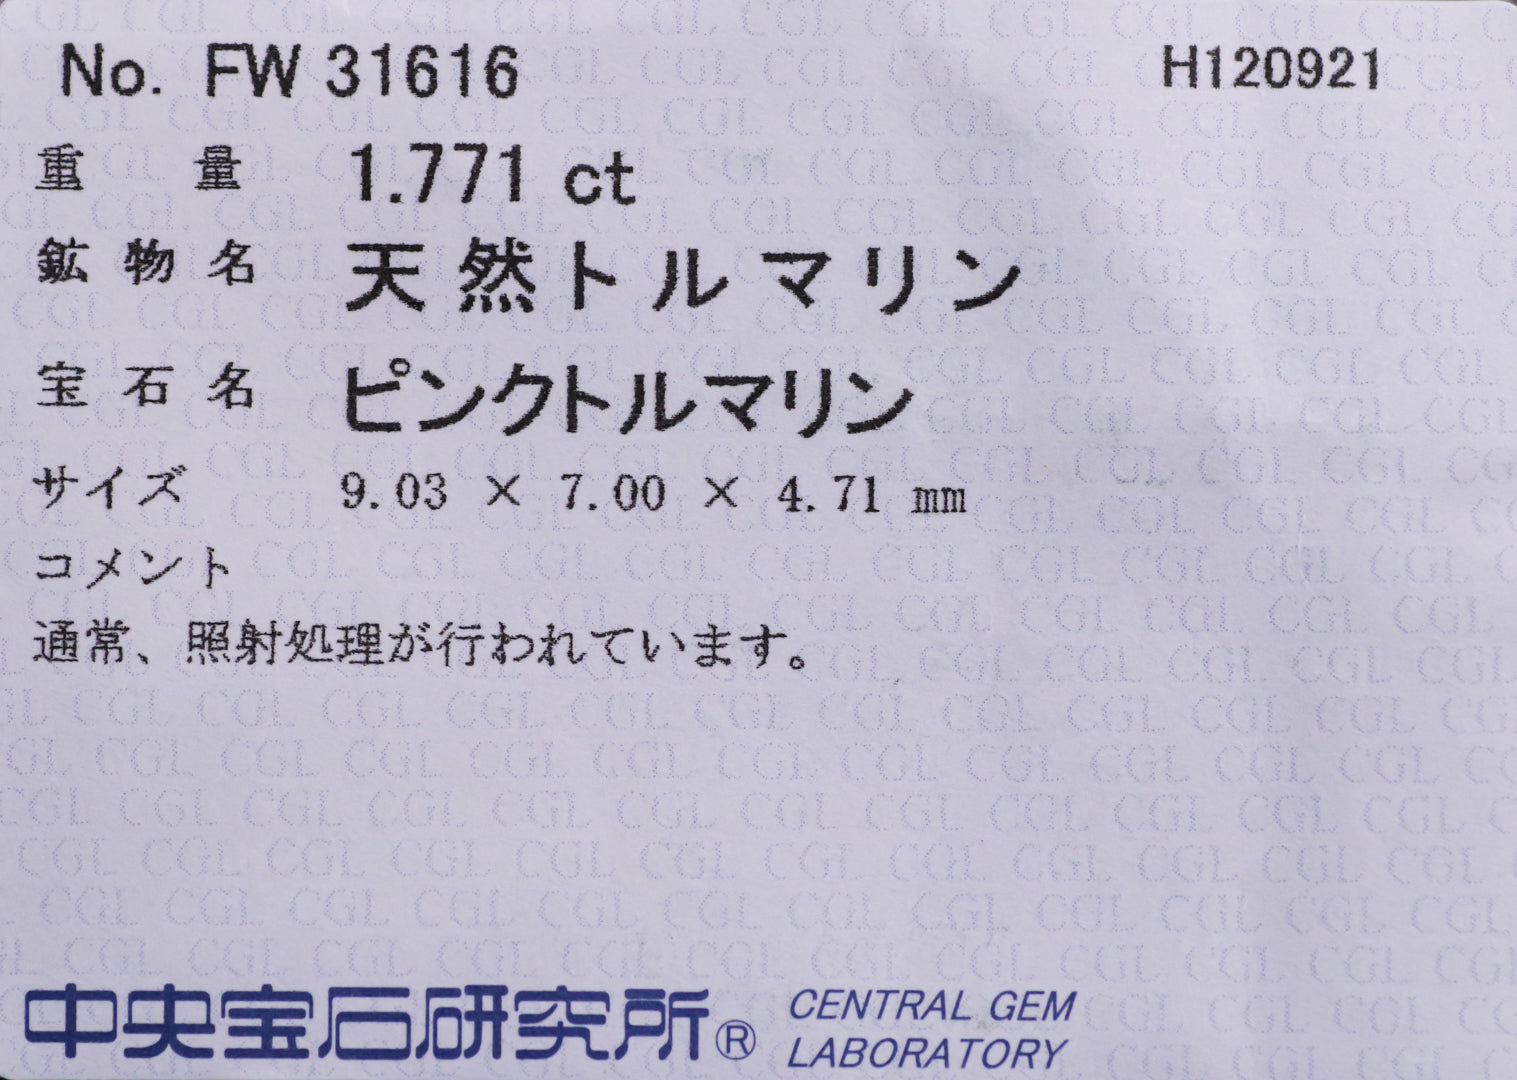 No. FW 31616 H120921
重量 1.771 ct
鉱物名 天然トルマリン
宝石名 ピンクトルマリン
サイズ 9.03 × 7.00 × 4.71 mm
コメント
通常、照射処理が行われています。
中央宝石研究所® CENTRAL GEM
LABORATORY